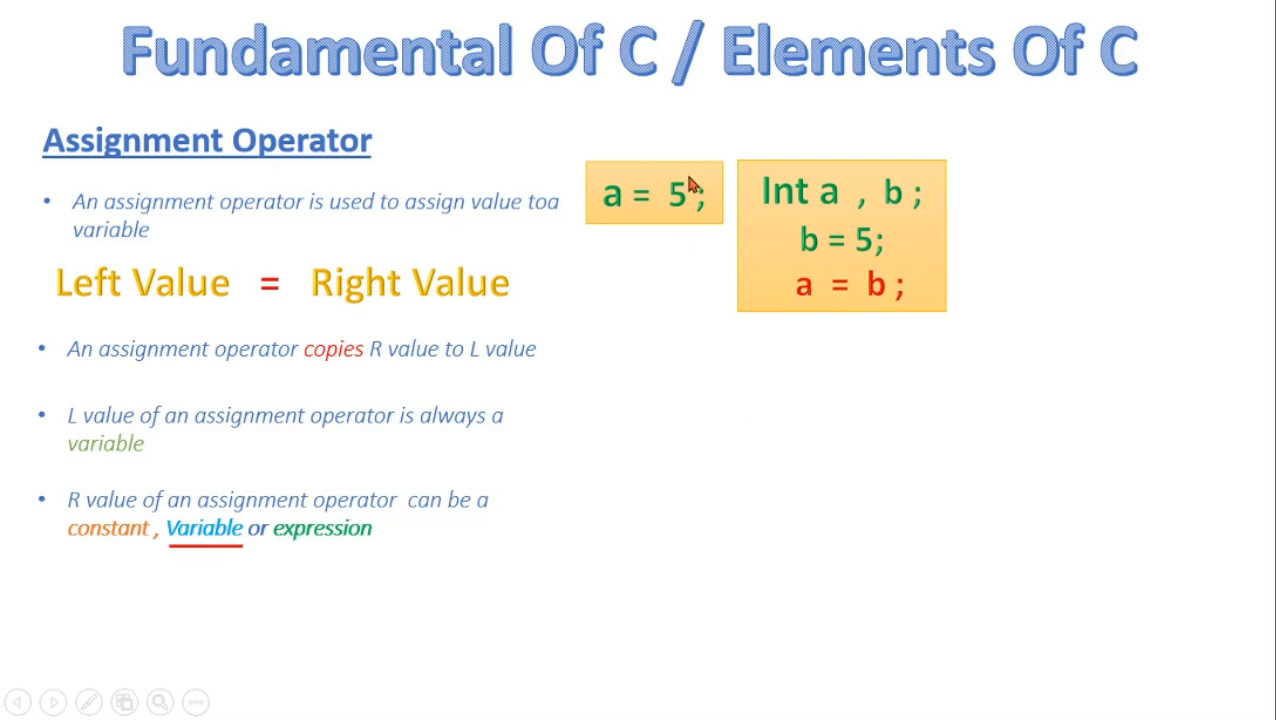 Fundamental Of C / Elements Of C
Assignment Operator
• An assignment operator is used to assign value toa
variable
Left Value = Right Value
• An assignment operator copies R value to L value
• L value of an assignment operator is always a
variable
• R value of an assignment operator can be a
constant , Variable or expression
a = 5 ;
Int a , b ;
b = 5;
a = b ;